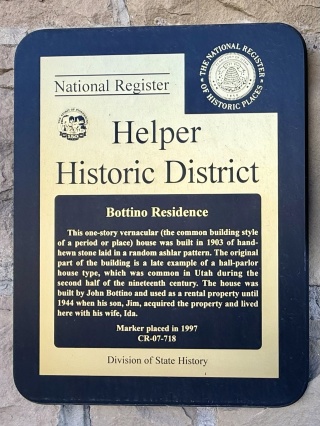 National Register
THE NATIONAL REGISTER
OF HISTORIC PLACES
Helper
Historic District
Bottino Residence
This one-story vernacular (the common building style
of a period or place) house was built in 1903 of hand-
hewn stone laid in a random ashlar pattern. The original
part of the building is a late example of a hall-parlor
house type, which was common in Utah during the
second half of the nineteenth century. The house was
built by John Bottino and used as a rental property until
1944 when his son, Jim, acquired the property and lived
here with his wife, Ida.
Marker placed in 1997
CR-07-718
Division of State History